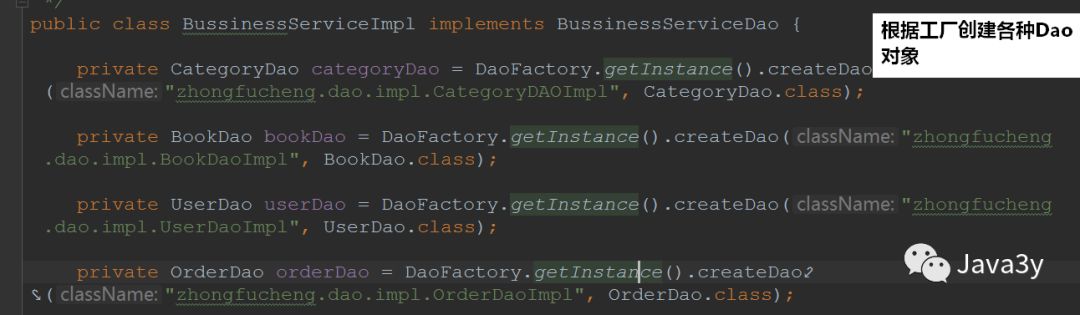 */
public class BussinessServiceImpl implements BussinessServiceDao {
根据工厂创建各种Dao
对象
private CategoryDao categoryDao = DaoFactory.getInstance().createDao
(className: "zhongfucheng.dao.impl.CategoryDAOImpl", CategoryDao.class);
private BookDao bookDao = DaoFactory.getInstance().createDao(className: "zhongfucheng
.dao.impl.BookDaoImpl", BookDao.class);
private UserDao userDao = DaoFactory.getInstance().createDao(className: "zhongfucheng
.dao.impl.UserDaoImpl", UserDao.class);
private OrderDao orderDao = DaoFactory.getInstance().createDao
(className: "zhongfucheng.dao.impl.OrderDaoImpl", OrderDao.class);
Java3y